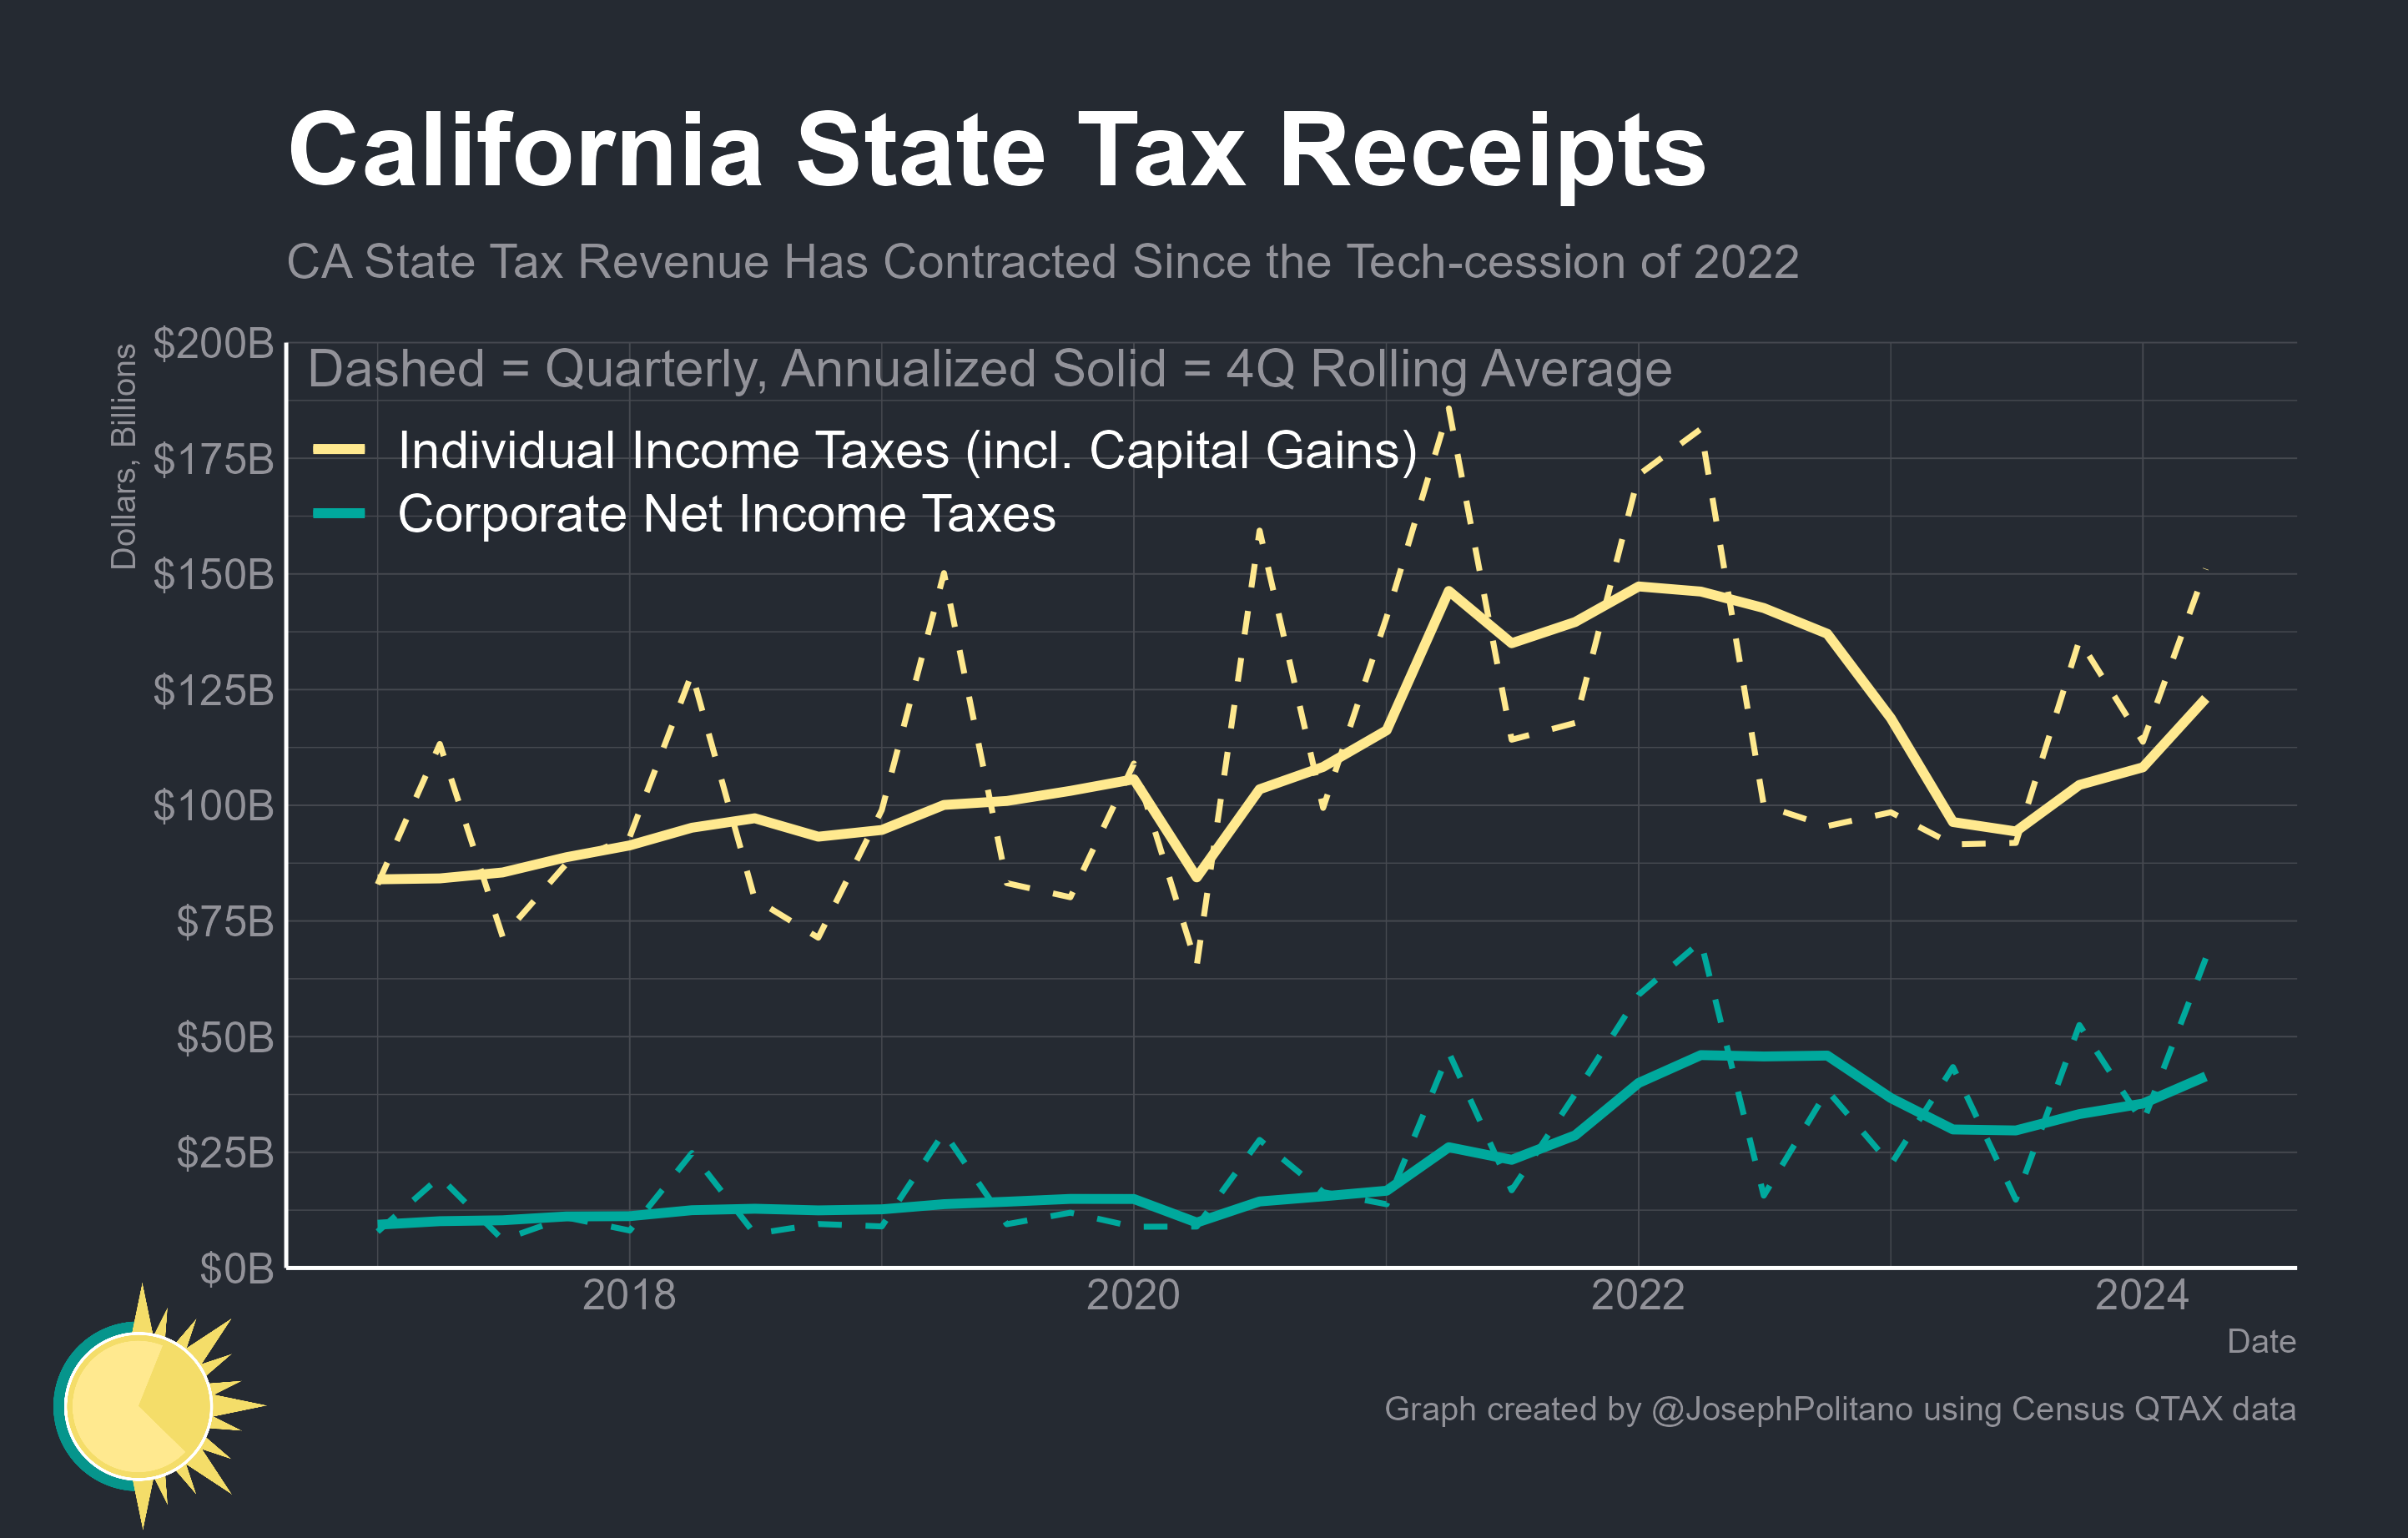 California State Tax Receipts
CA State Tax Revenue Has Contracted Since the Tech-cession of 2022
Dollars, Billions
$200B
$175B
$150B
$125B
$100B
$75B
$50B
$25B
$0B
Dashed = Quarterly, Annualized Solid = 4Q Rolling Average
Individual Income Taxes (incl. Capital Gains)
Corporate Net Income Taxes
2018
2020
2022
2024
Date
Graph created by @JosephPolitano using Census QTAX data